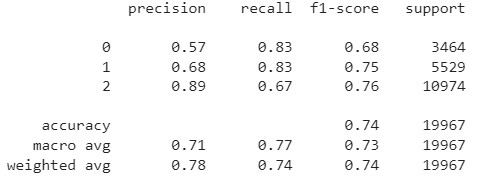 precision recall f1-score support
0 0.57 0.83 0.68 3464
1 0.68 0.83 0.75 5529
2 0.89 0.67 0.76 10974
accuracy 0.74 19967
macro avg 0.71 0.77 0.73 19967
weighted avg 0.78 0.74 0.74 19967